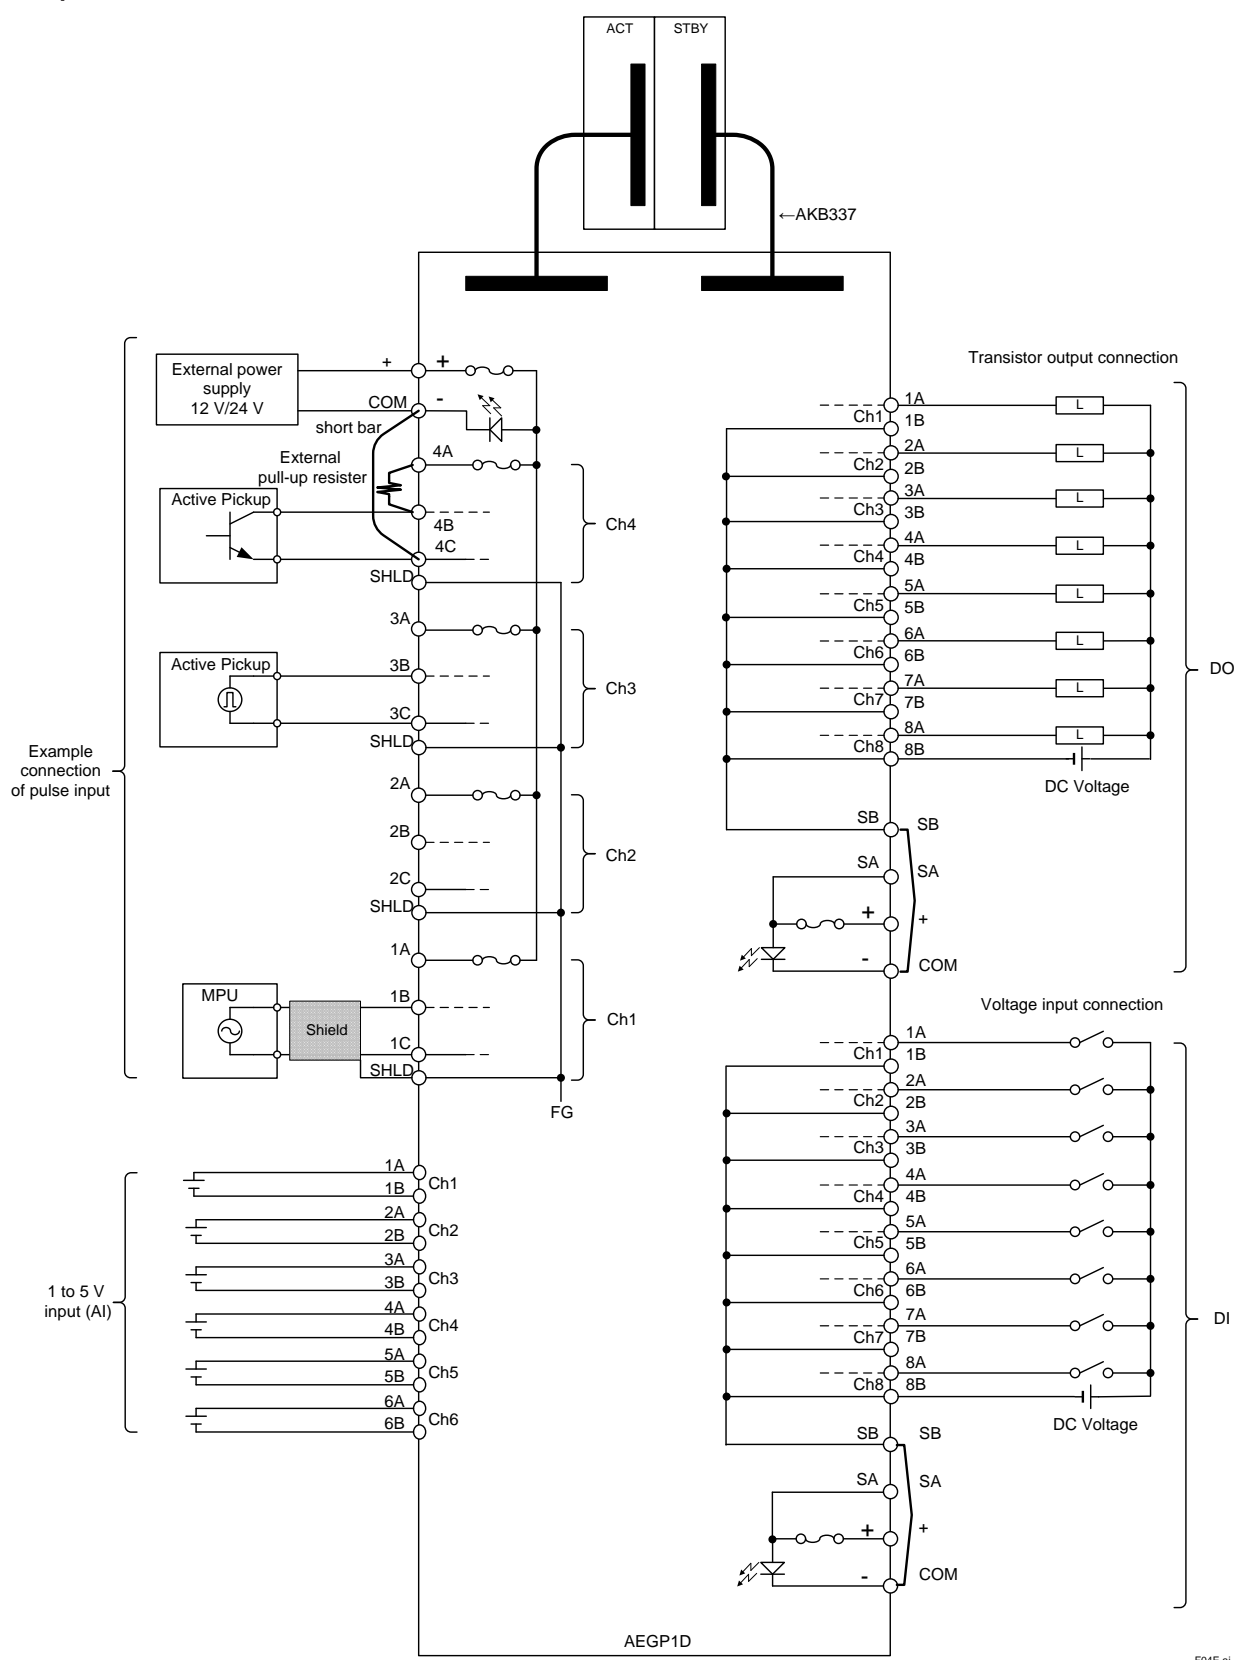 ACT
STBY
←AKB337
External power
supply
12 V/24 V
+
+
COM
-
short bar
External
pull-up resister
4A
Active Pickup
4B
4C
SHLD
Ch4
3A
Active Pickup
3B
3C
SHLD
Ch3
Example
connection
of pulse input
2A
2B
2C
SHLD
Ch2
1A
MPU
Shield
1B
1C
SHLD
Ch1
FG
1 to 5 V
input (AI)
1A
1B
Ch1
2A
2B
Ch2
3A
3B
Ch3
4A
4B
Ch4
5A
5B
Ch5
6A
6B
Ch6
Transistor output connection
1A
L
Ch1
1B
2A
L
Ch2
2B
3A
L
Ch3
3B
4A
L
Ch4
4B
5A
L
Ch5
5B
6A
L
Ch6
6B
7A
L
Ch7
7B
8A
L
Ch8
8B
DC Voltage
DO
SB
SB
SA
SA
+
+
-
COM
Voltage input connection
1A
Ch1
1B
2A
Ch2
2B
3A
Ch3
3B
4A
Ch4
4B
5A
Ch5
5B
6A
Ch6
6B
7A
Ch7
7B
8A
Ch8
8B
DC Voltage
DI
SB
SB
SA
SA
+
+
-
COM
AEGP1D